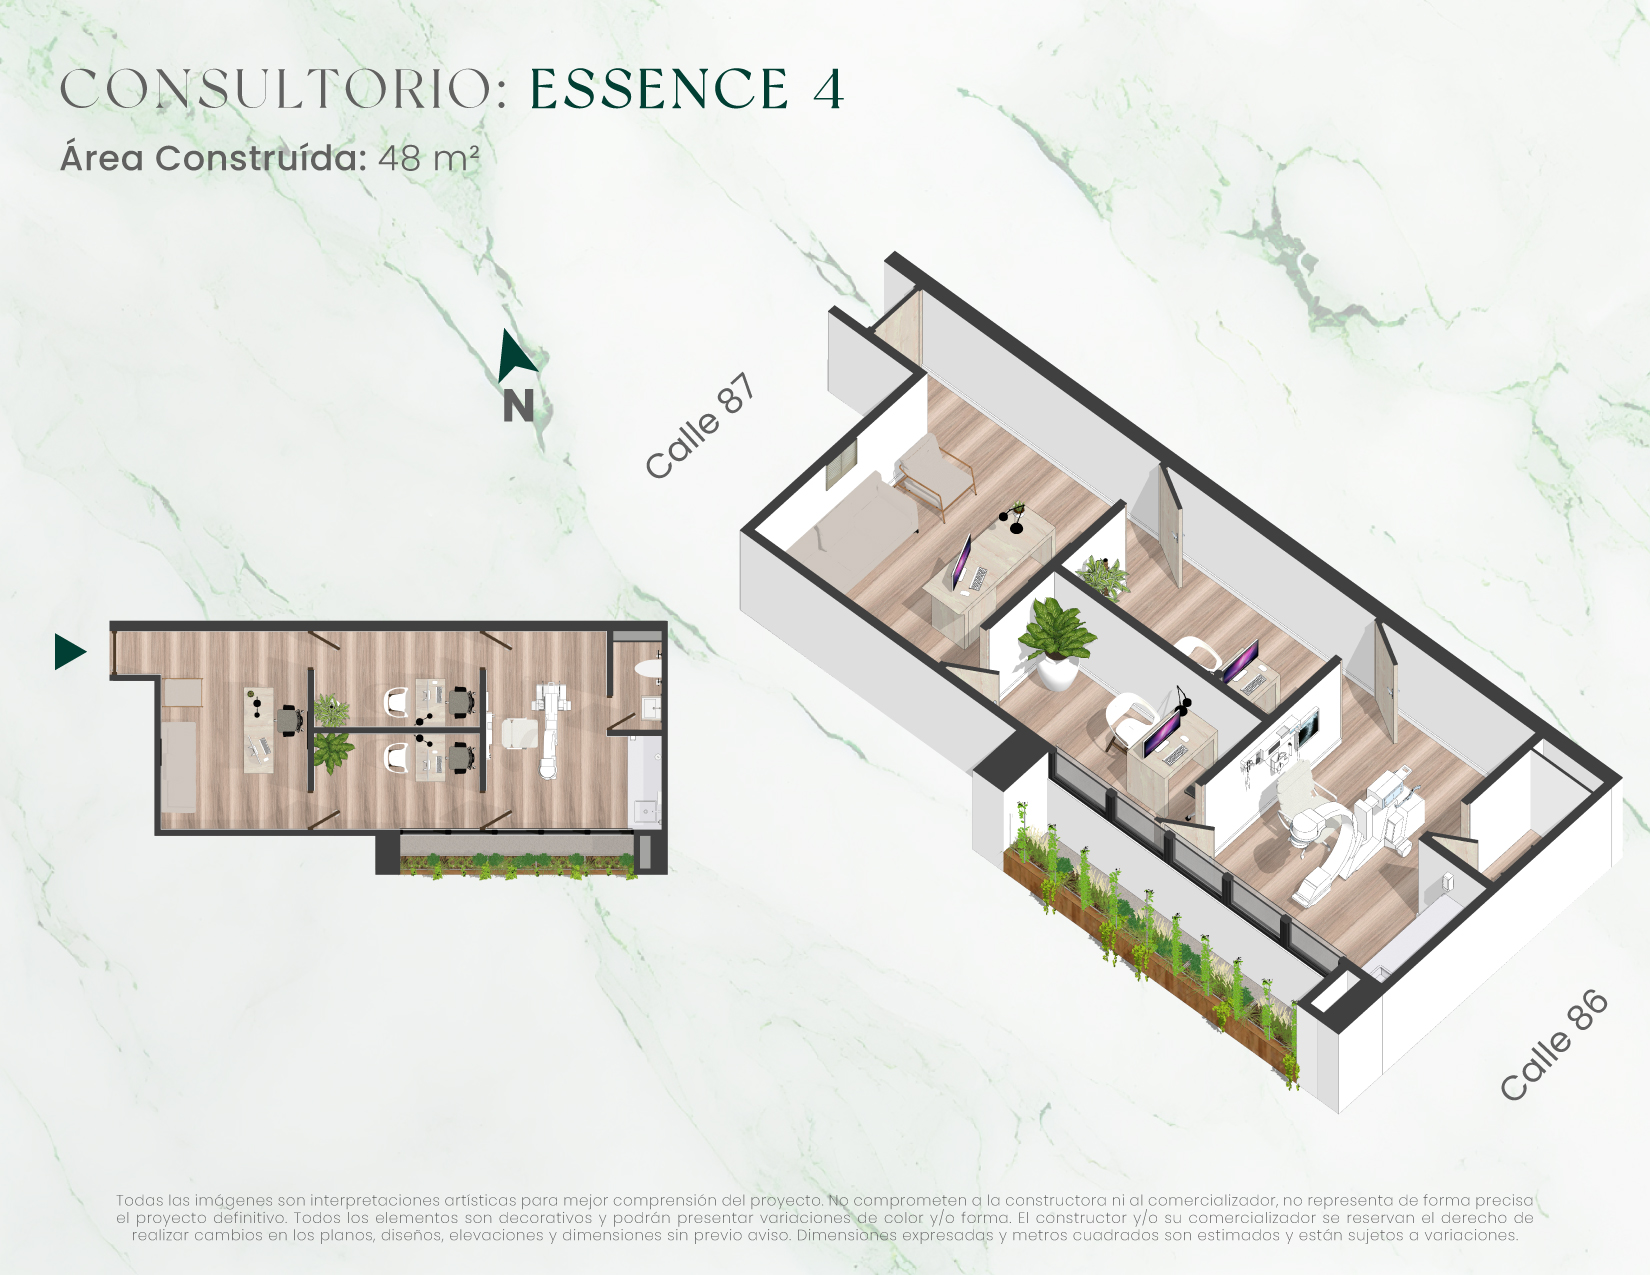 CONSULTORIO: ESSENCE 4
Área Construída: 48 m²
N
Calle 87
Calle 86
Todas las imágenes son interpretaciones artísticas para mejor comprensión del proyecto. No comprometen a la constructora ni al comercializador, no representa de forma precisa
el proyecto definitivo. Todos los elementos son decorativos y podrán presentar variaciones de color y/o forma. El constructor y/o su comercializador se reservan el derecho de
realizar cambios en los planos, diseños, elevaciones y dimensiones sin previo aviso. Dimensiones expresadas y metros cuadrados son estimados y están sujetos a variaciones.